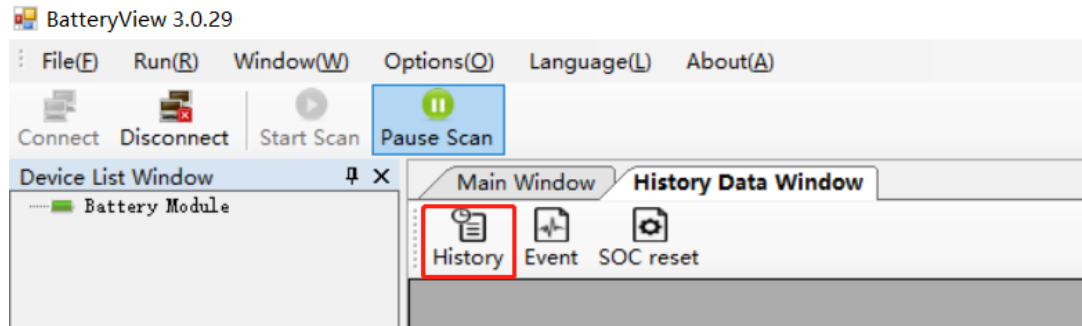 BatteryView 3.0.29
File(F) Run(R) Window(W) Options(O) Language(L) About(A)
Connect Disconnect Start Scan Pause Scan
Device List Window
Main Window History Data Window
Battery Module
History Event SOC reset